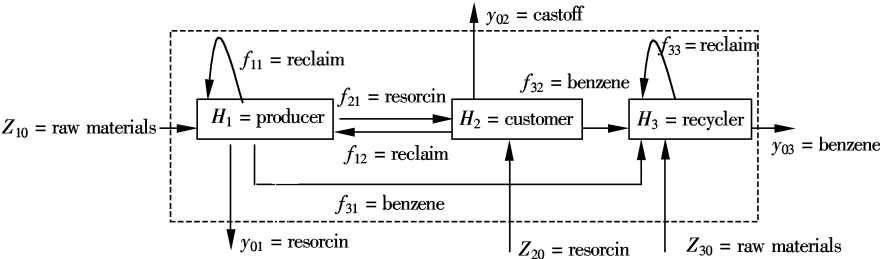 y₀₂ = castoff
f₁₁ = reclaim
f₃₃ = reclaim
f₂₁ = resorcin
f₃₂ = benzene
Z₁₀ = raw materials
H₁ = producer
H₂ = customer
H₃ = recycler
f₁₂ = reclaim
y₀₃ = benzene
f₃₁ = benzene
y₀₁ = resorcin
Z₂₀ = resorcin
Z₃₀ = raw materials